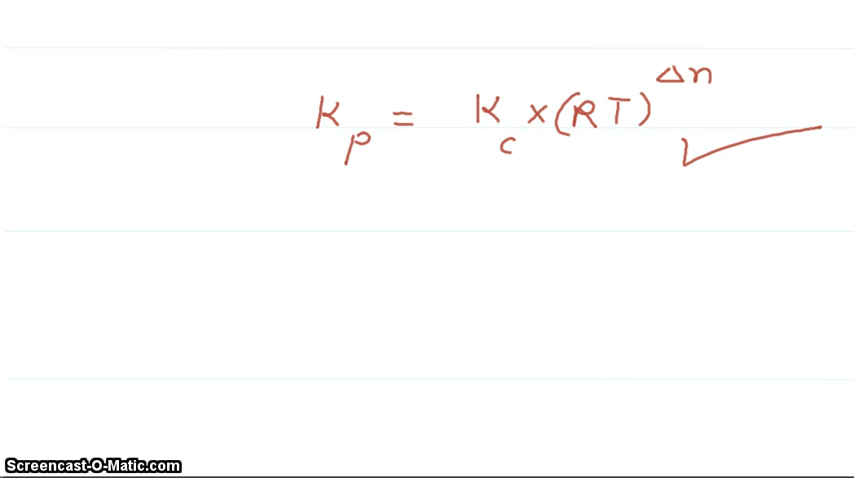 Kp = Kc × (RT)^Δn
Screencast-O-Matic.com